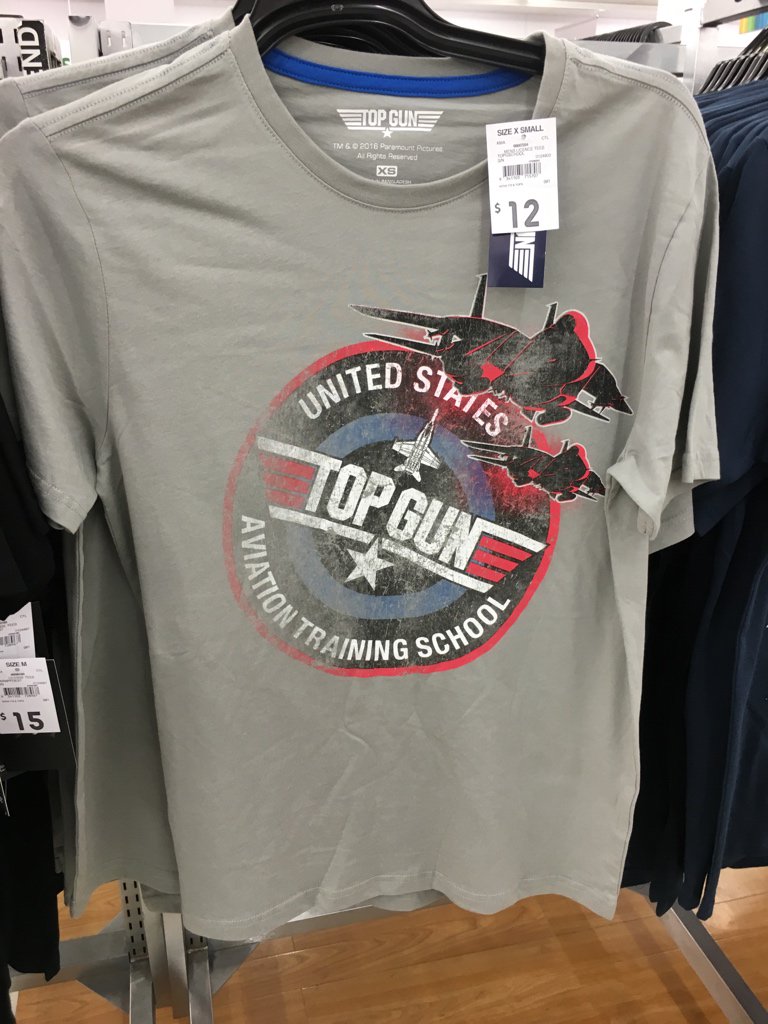 END
TOP GUN
TM & © 2016 Paramount Pictures
All Rights Reserved
XS
SIZE X SMALL
$12
UNITED STATES
TOP GUN
AVIATION TRAINING SCHOOL
SIZE M
$15